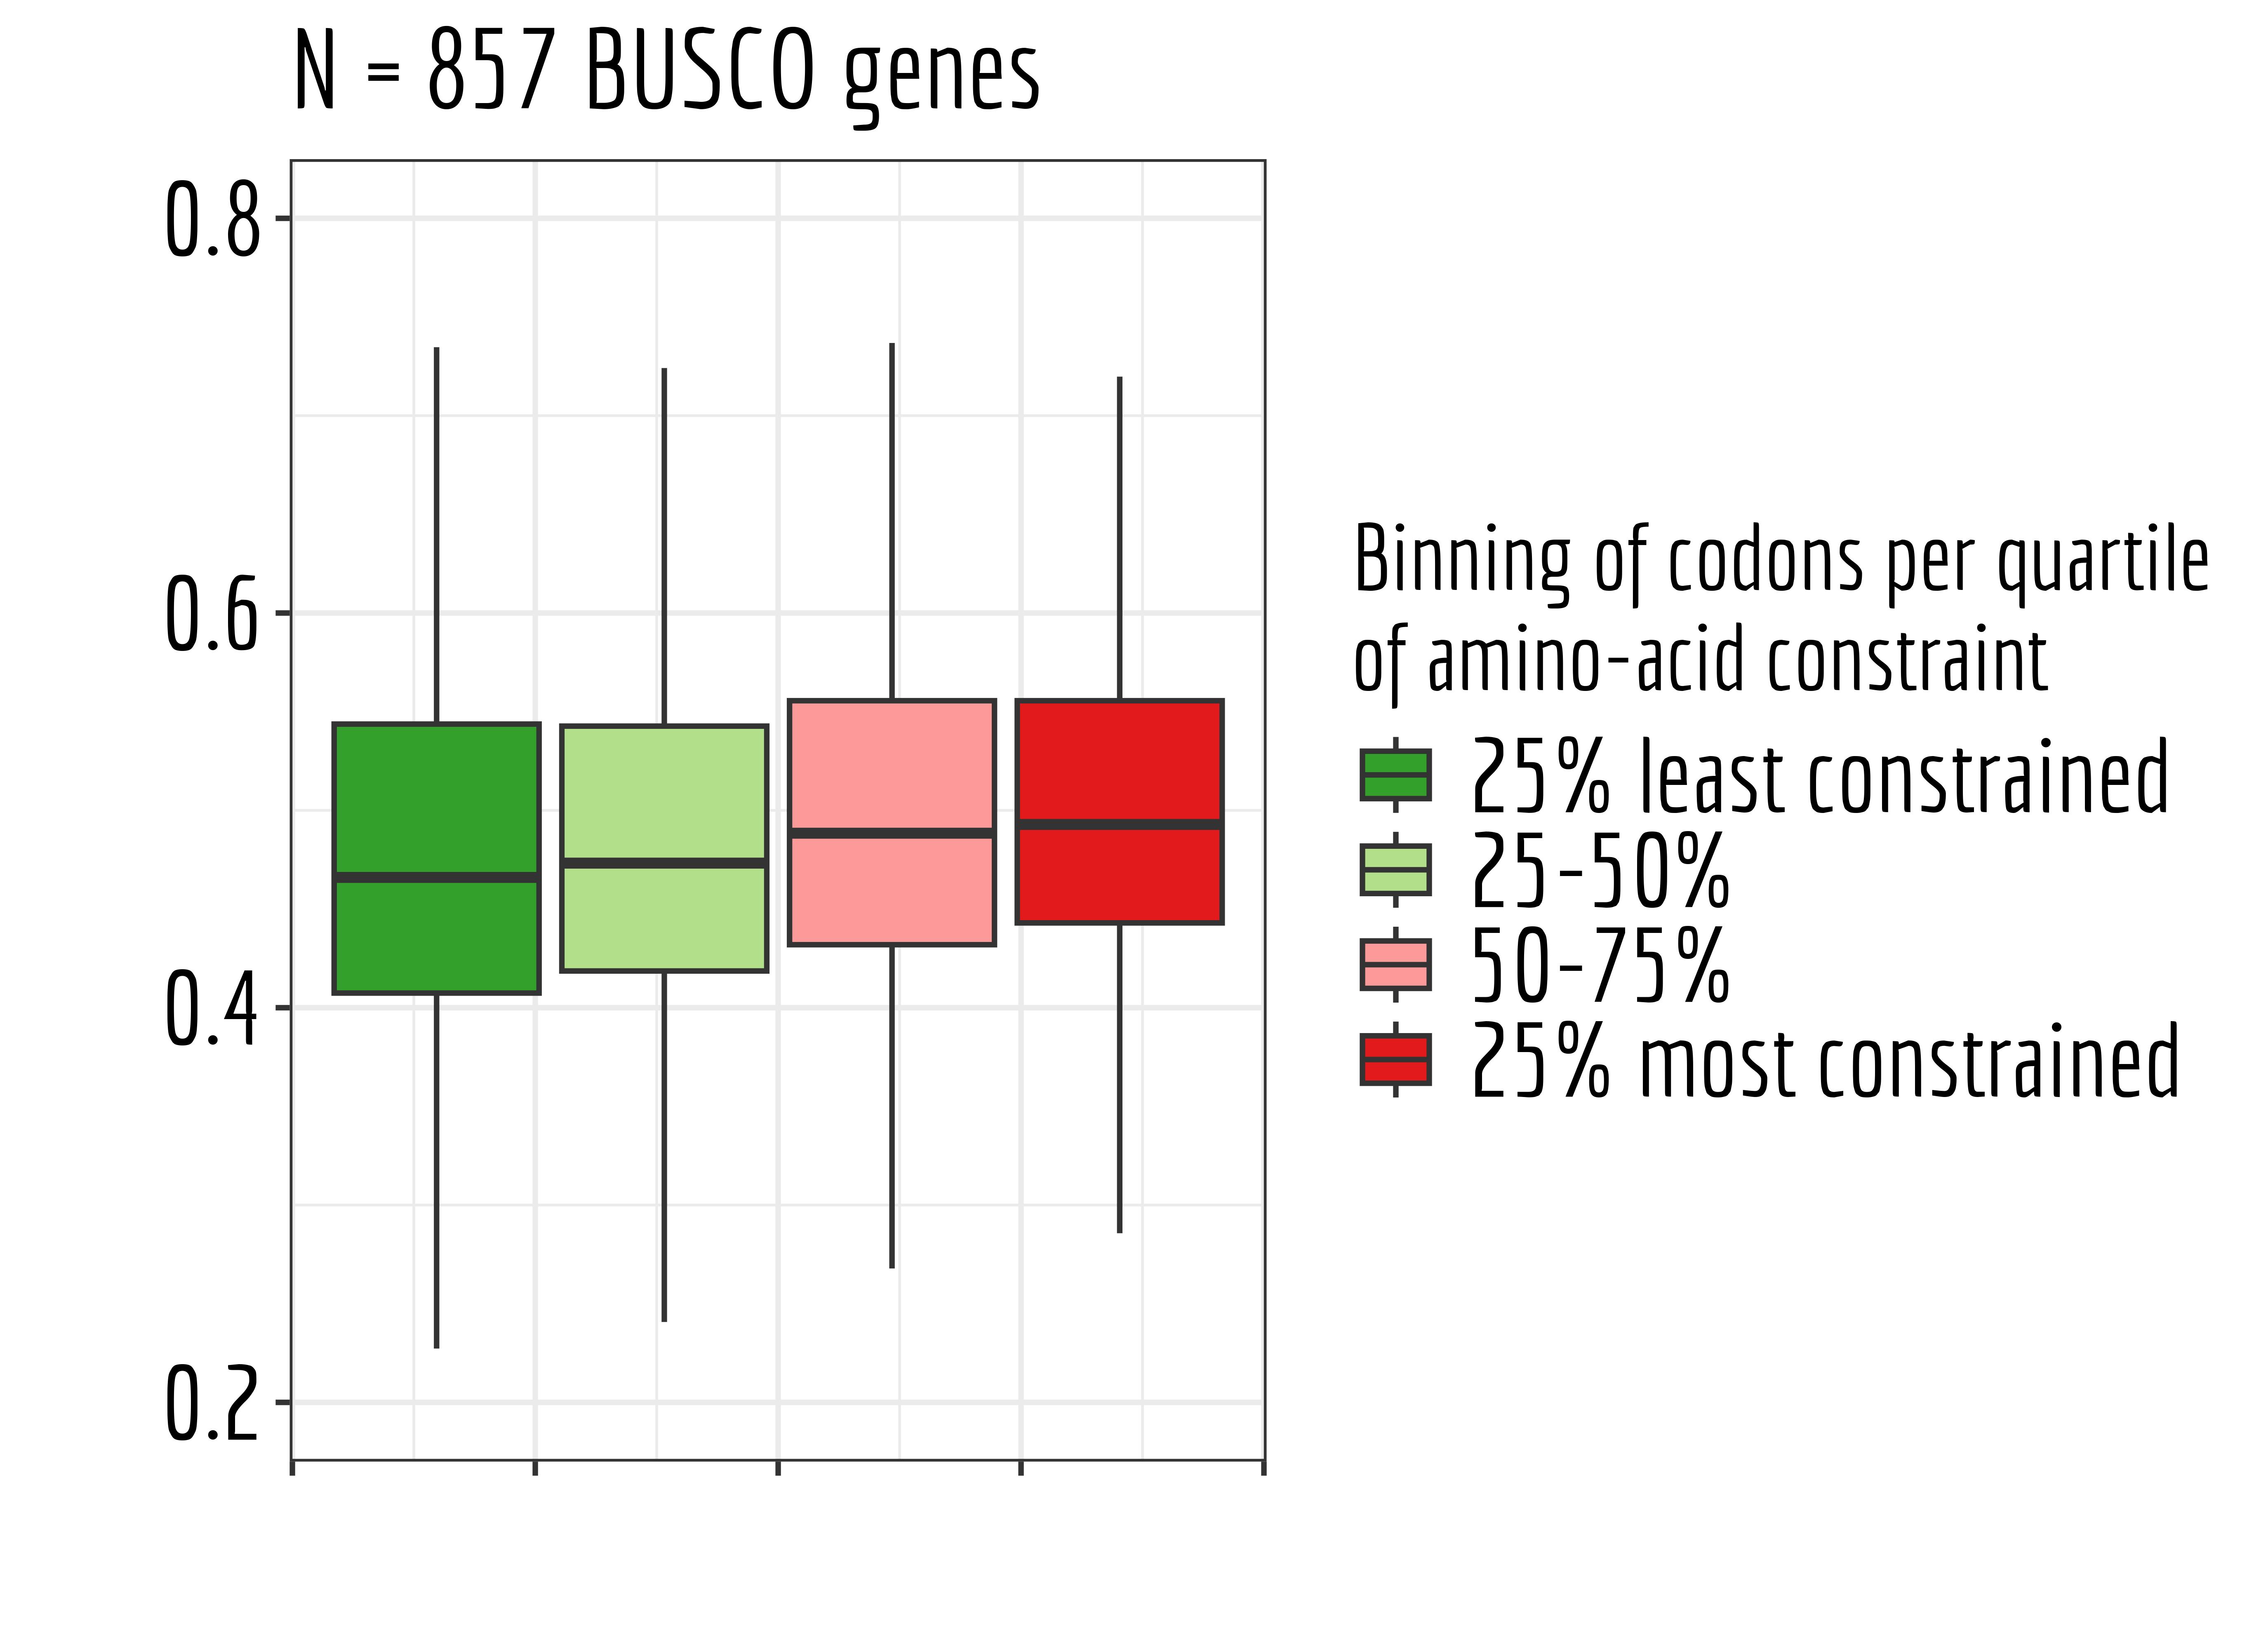 N = 857 BUSCO genes
0.8
0.6
0.4
0.2
Binning of codons per quartile
of amino-acid constraint
25% least constrained
25-50%
50-75%
25% most constrained